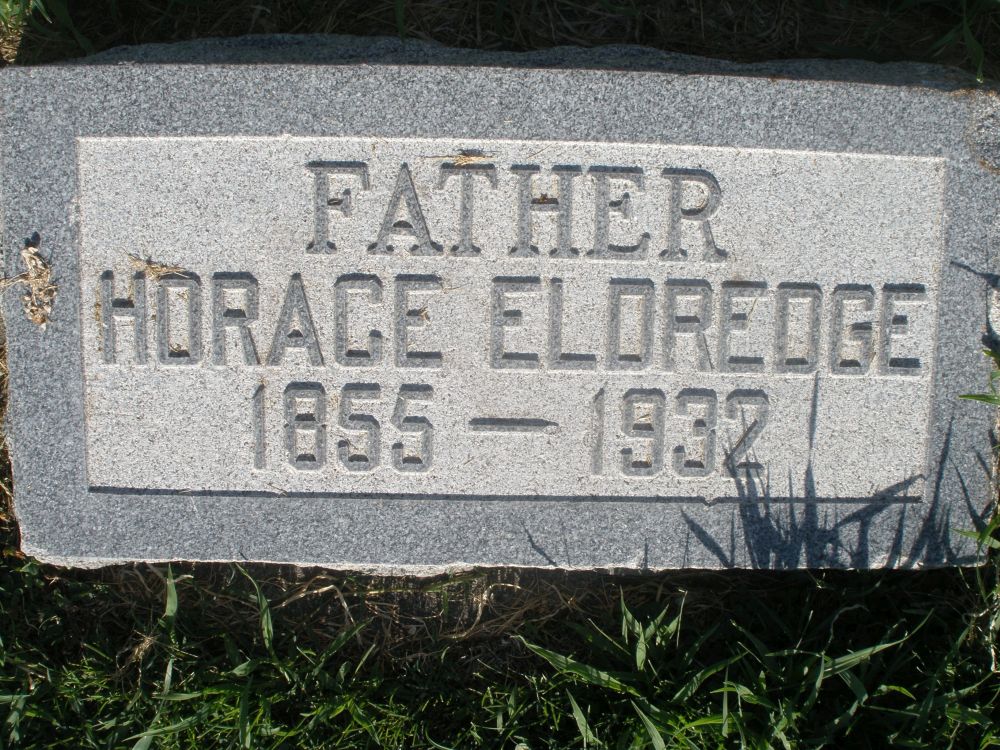 FATHER
HORACE ELDREDGE
1855 — 1932